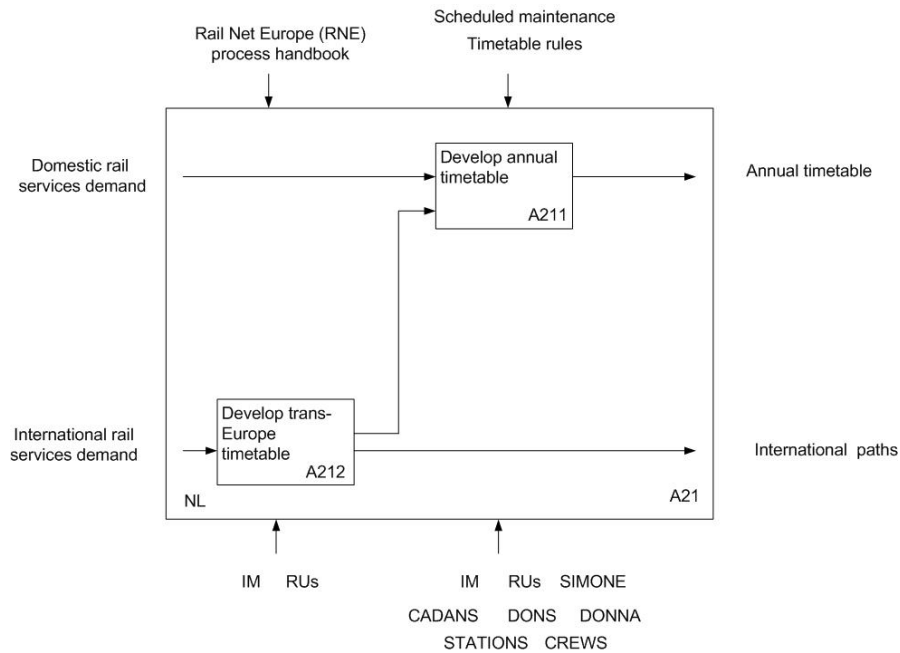 Rail Net Europe (RNE)
process handbook
Scheduled maintenance
Timetable rules
Domestic rail
services demand
Develop annual
timetable
A211
Annual timetable
International rail
services demand
Develop trans-
Europe
timetable
A212
International paths
NL
A21
IM RUs
IM RUs SIMONE
CADANS DONS DONNA
STATIONS CREWS